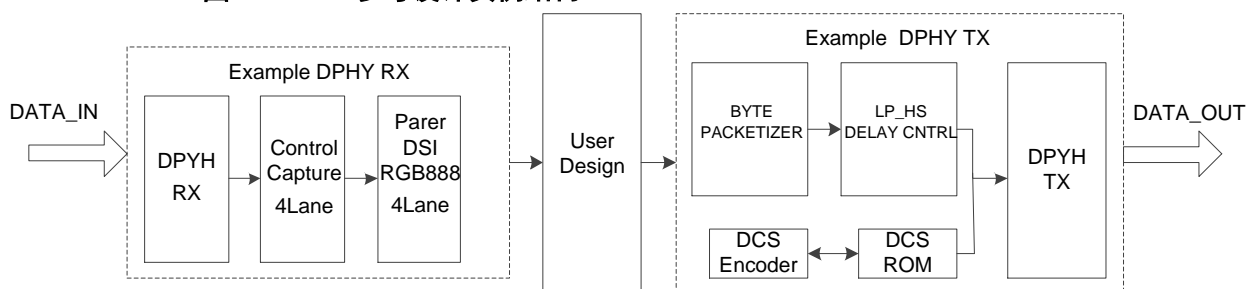 Example DPHY RX
DATA_IN
DPYH
RX
Control
Capture
4Lane
Parer
DSI
RGB888
4Lane
User
Design
Example DPHY TX
BYTE
PACKETIZER
LP_HS
DELAY CNTRL
DCS
Encoder
DCS
ROM
DPYH
TX
DATA_OUT